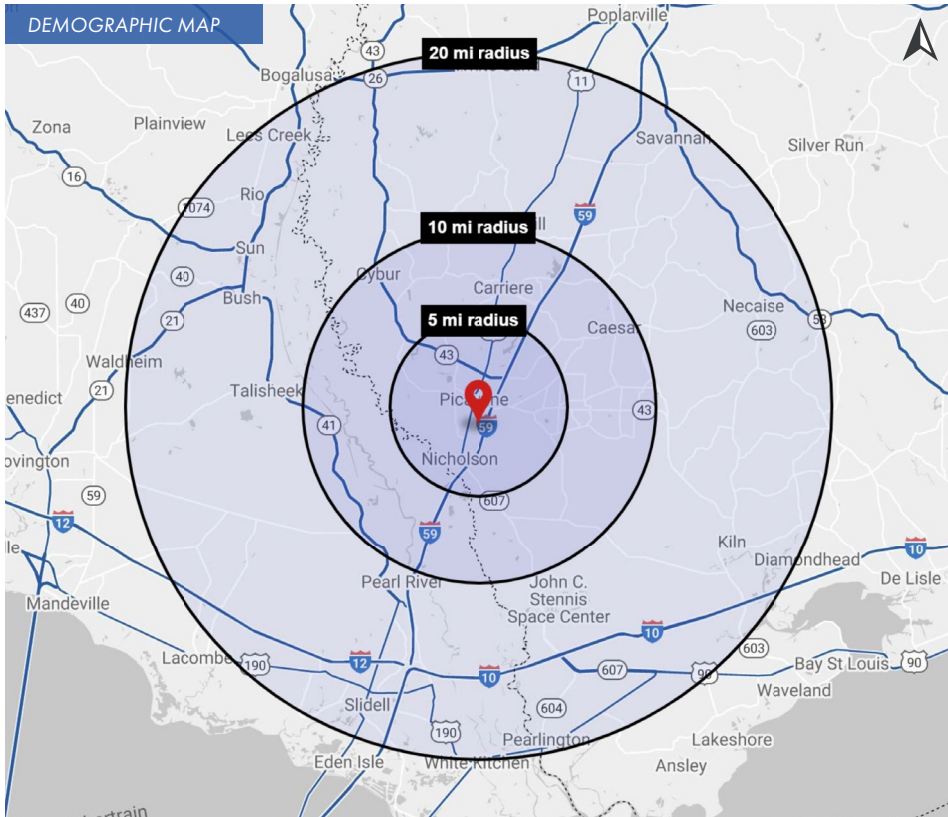 DEMOGRAPHIC MAP
Poplarville
20 mi radius
43
Bogalusa
26
11
Zona
Plainview
Lees Creek
Savannah
Silver Run
16
Rio
1074
59
10 mi radius
Sun
Cybur
40
Carriere
Bush
437
40
Necaise
21
5 mi radius
Caesar
603
53
43
Waldheim
21
enedict
Talisheek
43
41
59
Nicholson
ovington
59
607
12
59
Kiln
10
Diamondhead
Pearl River
John C.
Stennis
Space Center
De Lisle
Mandeville
10
Lacombe
190
12
603
10
607
90
Bay St Louis
90
Waveland
Slidell
604
190
Pearlington
Lakeshore
Eden Isle
White Kitchen
Ansley